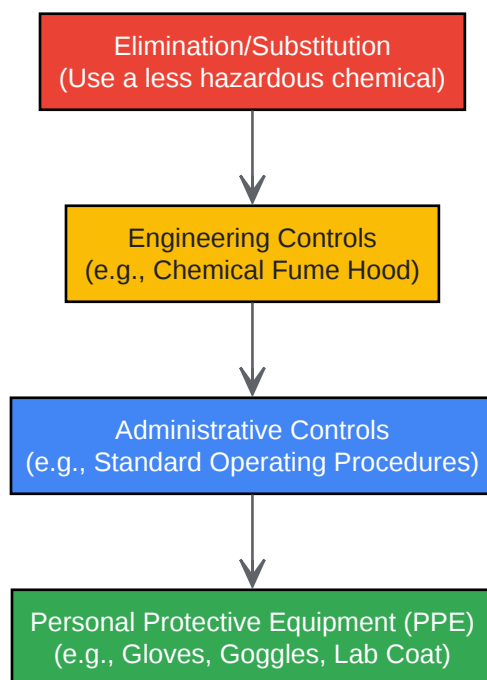 Elimination/Substitution
(Use a less hazardous chemical)
Engineering Controls
(e.g., Chemical Fume Hood)
Administrative Controls
(e.g., Standard Operating Procedures)
Personal Protective Equipment (PPE)
(e.g., Gloves, Goggles, Lab Coat)